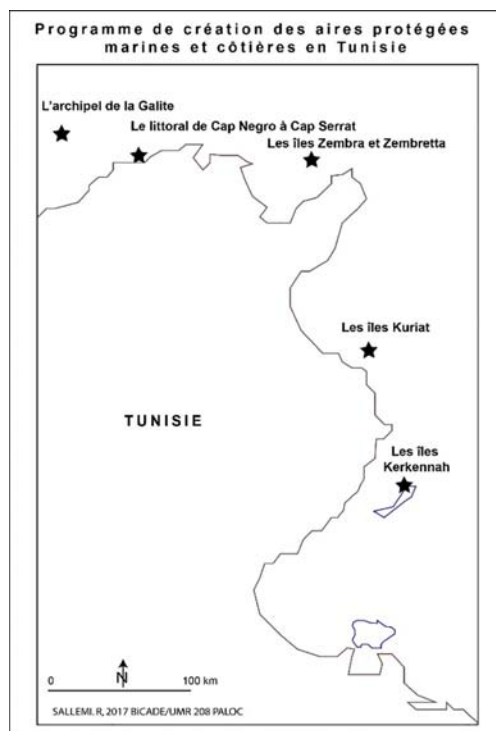 Programme de création des aires protégées
marines et côtières en Tunisie
L'archipel de la Galite
Le littoral de Cap Negro à Cap Serrat
Les îles Zembra et Zembretta
Les îles Kuriat
TUNISIE
Les îles
Kerkennah
N
0 100 km
SALLEMI. R, 2017 BiCADE/UMR 208 PALOC